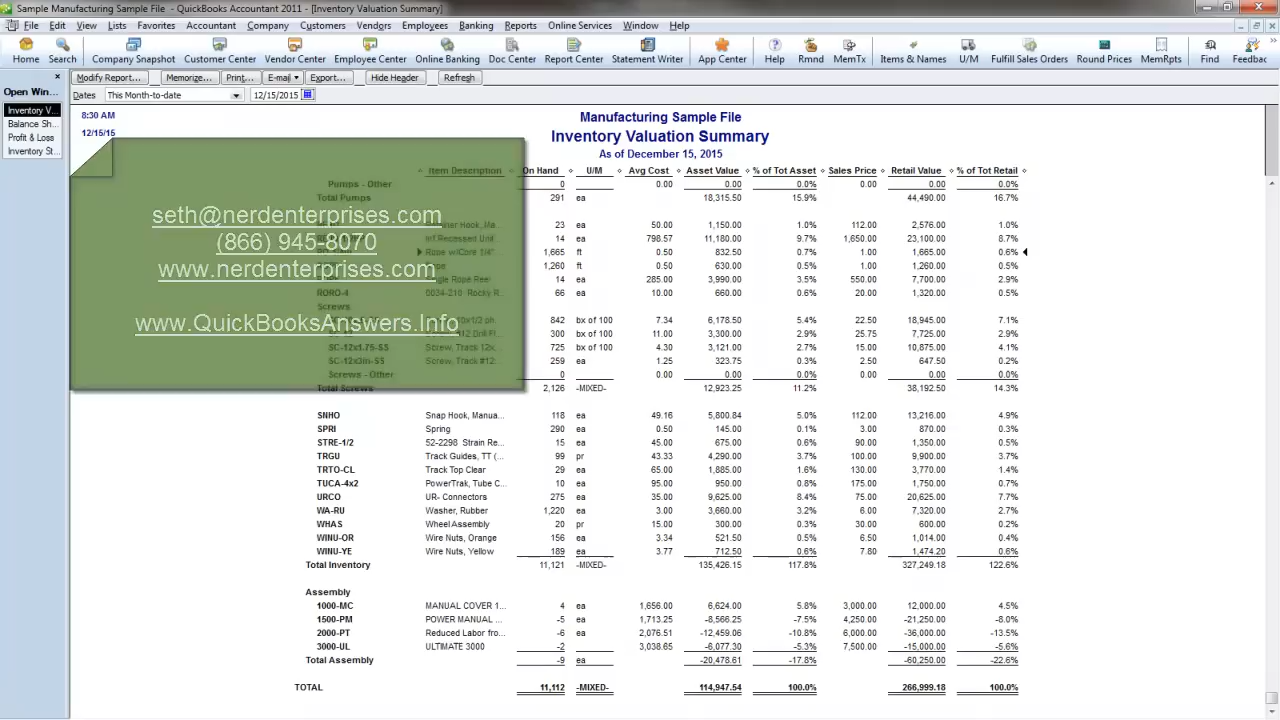 Sample Manufacturing Sample File - QuickBooks Accountant 2011 - [Inventory Valuation Summary]
File Edit View Lists Favorites Accountant Company Customers Vendors Employees Banking Reports Online Services Window Help
Home Search Company Snapshot Customer Center Vendor Center Employee Center Online Banking Doc Center Report Center Statement Writer App Center Help Rmnd MemTx Items & Names U/M Fulfill Sales Orders Round Prices MemRpts Find Feedbac
Modify Report... Memorize... Print... E-mail Export... Hide Header Refresh
Open Win...
Dates This Month-to-date 12/15/2015
Inventory V...
Balance Sh...
Profit & Loss
Inventory St...
8:30 AM
12/15/15
Manufacturing Sample File
Inventory Valuation Summary
As of December 15, 2015
seth@nerdenterprises.com
(866) 945-8070
www.nerdenterprises.com
www.QuickBooksAnswers.Info
Item Description On Hand U/M Avg Cost Asset Value % of Tot Asset Sales Price Retail Value % of Tot Retail
Pumps - Other 0 0.00 0.00 0.0% 0.00 0.00 0.0%
Total Pumps 291 ea 18,315.50 15.9% 44,490.00 16.7%
23 ea 50.00 1,150.00 1.0% 112.00 2,576.00 1.0%
14 ea 798.57 11,180.00 9.7% 1,650.00 23,100.00 8.7%
Rope w/Core 1/4" 1,665 ft 0.50 832.50 0.7% 1.00 1,665.00 0.6%
1,260 ft 0.50 630.00 0.5% 1.00 1,260.00 0.5%
Single Rope Reel 14 ea 285.00 3,990.00 3.5% 550.00 7,700.00 2.9%
RORO-4 6034-210 Rocky R... 66 ea 10.00 660.00 0.6% 20.00 1,320.00 0.5%
Screws
842 bx of 100 7.34 6,178.50 5.4% 22.50 18,945.00 7.1%
300 bx of 100 11.00 3,300.00 2.9% 25.75 7,725.00 2.9%
SC-12x1.75-SS Screw, Track 12x... 725 bx of 100 4.30 3,121.00 2.7% 15.00 10,875.00 4.1%
SC-12x3m-SS Screw, Track #12... 259 ea 1.25 323.75 0.3% 2.50 647.50 0.2%
Screws - Other 0 0.00 0.00 0.0% 0.00 0.00 0.0%
Total Screws 2,126 -MIXED- 12,923.25 11.2% 38,192.50 14.3%
SNHO Snap Hook, Manua... 118 ea 49.16 5,800.84 5.0% 112.00 13,216.00 4.9%
SPRI Spring 290 ea 0.50 145.00 0.1% 3.00 870.00 0.3%
STRE-1/2 52-2298 Strain Re... 15 ea 45.00 675.00 0.6% 90.00 1,350.00 0.5%
TRGU Track Guides, TT (... 99 pr 43.33 4,290.00 3.7% 100.00 9,900.00 3.7%
TRTO-CL Track Top Clear 29 ea 65.00 1,885.00 1.6% 130.00 3,770.00 1.4%
TUCA-4x2 PowerTrak, Tube C... 10 ea 95.00 950.00 0.8% 175.00 1,750.00 0.7%
URCO UR- Connectors 275 ea 35.00 9,625.00 8.4% 75.00 20,625.00 7.7%
WA-RU Washer, Rubber 1,220 ea 3.00 3,660.00 3.2% 6.00 7,320.00 2.7%
WHAS Wheel Assembly 20 pr 15.00 300.00 0.3% 30.00 600.00 0.2%
WINU-OR Wire Nuts, Orange 156 ea 3.34 521.50 0.5% 6.50 1,014.00 0.4%
WINU-YE Wire Nuts, Yellow 189 ea 3.77 712.50 0.6% 7.80 1,474.20 0.6%
Total Inventory 11,121 -MIXED- 135,426.15 117.8% 327,249.18 122.6%
Assembly
1000-MC MANUAL COVER 1... 4 ea 1,656.00 6,624.00 5.8% 3,000.00 12,000.00 4.5%
1500-PM POWER MANUAL ... -5 ea 1,713.25 -8,566.25 -7.5% 4,250.00 -21,250.00 -8.0%
2000-PT Reduced Labor fro... -6 ea 2,076.51 -12,459.06 -10.8% 6,000.00 -36,000.00 -13.5%
3000-UL ULTIMATE 3000 -2 3,038.65 -6,077.30 -5.3% 7,500.00 -15,000.00 -5.6%
Total Assembly -9 ea -20,478.61 -17.8% -60,250.00 -22.6%
TOTAL 11,112 -MIXED- 114,947.54 100.0% 266,999.18 100.0%